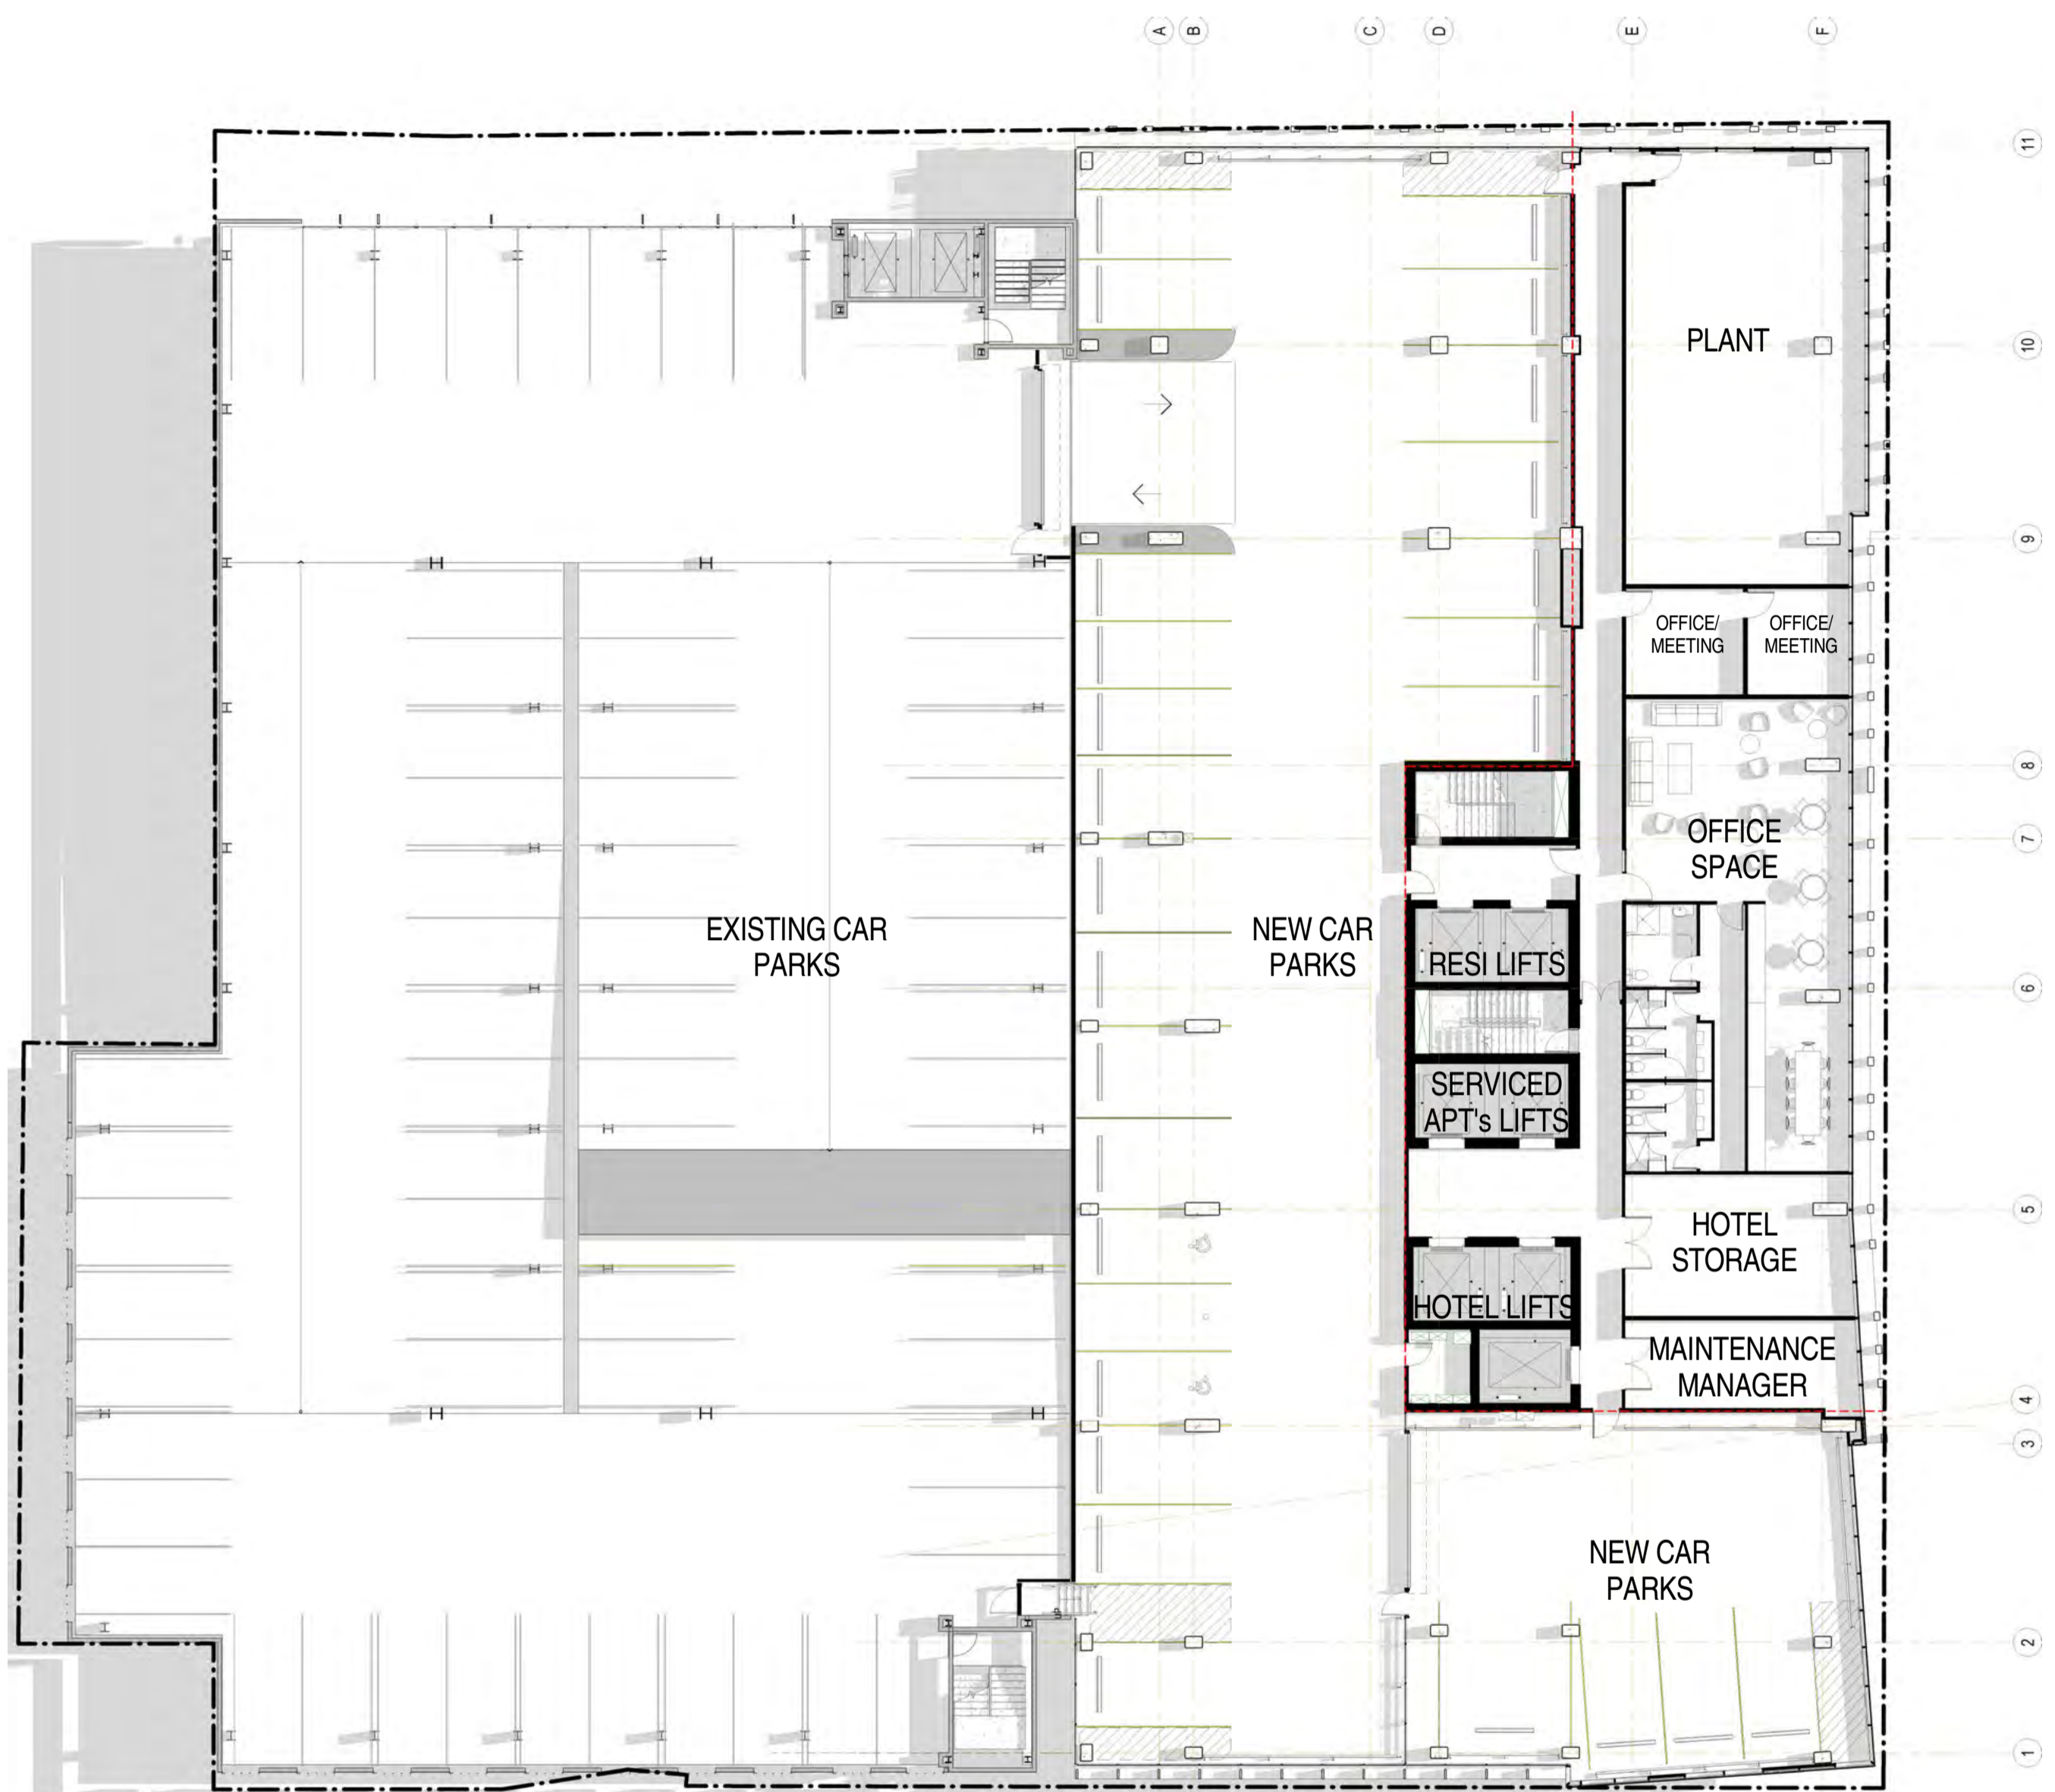 A
B
C
D
E
F
11
10
9
8
7
6
5
4
3
2
1
PLANT
OFFICE/
MEETING
OFFICE/
MEETING
OFFICE
SPACE
EXISTING CAR
PARKS
NEW CAR
PARKS
RESI LIFTS
SERVICED
APT's LIFTS
HOTEL
STORAGE
HOTEL LIFTS
MAINTENANCE
MANAGER
NEW CAR
PARKS
UP